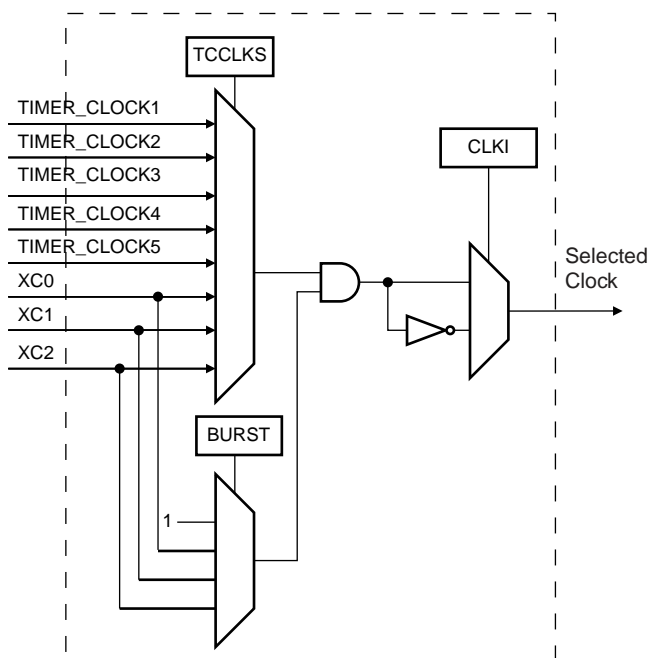 TCCLKS
TIMER_CLOCK1
TIMER_CLOCK2
TIMER_CLOCK3
TIMER_CLOCK4
TIMER_CLOCK5
XC0
XC1
XC2
CLKI
Selected
Clock
BURST
1